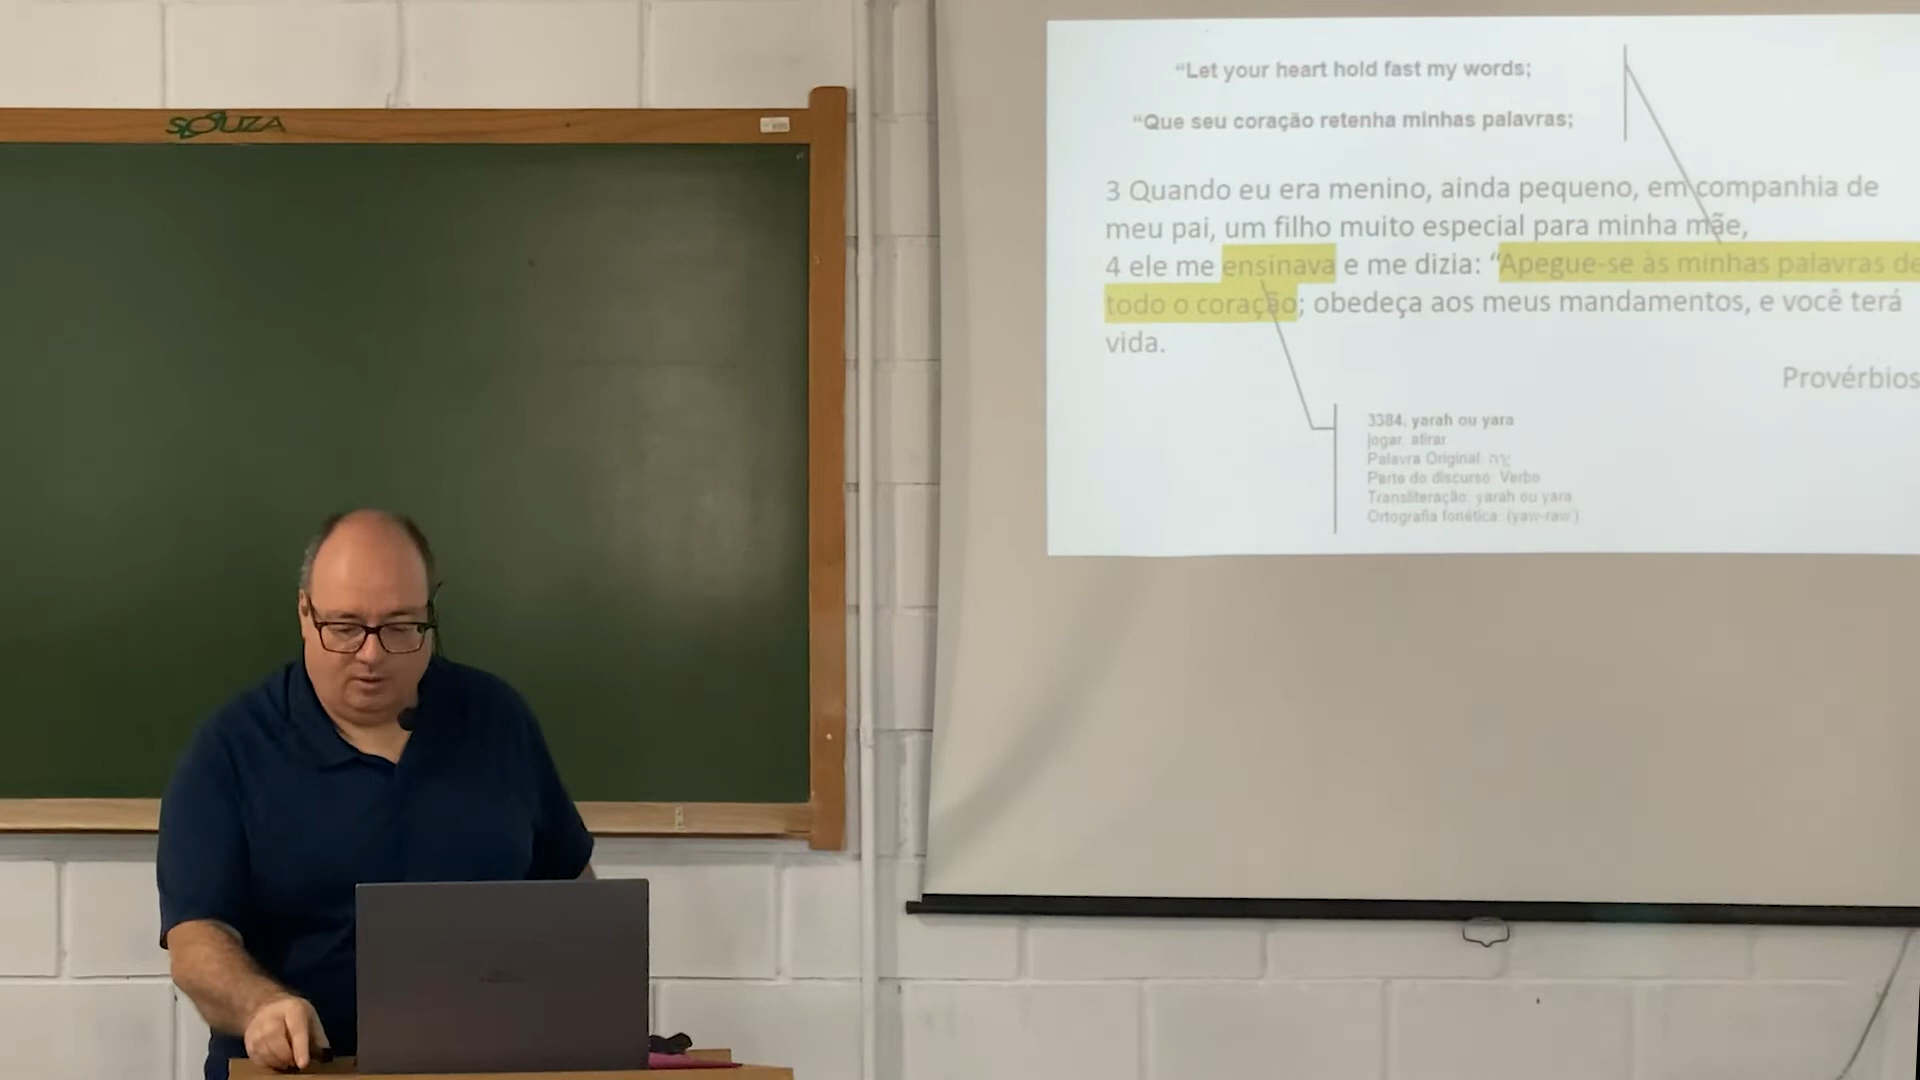 SOUZA
“Let your heart hold fast my words;
“Que seu coração retenha minhas palavras;
3 Quando eu era menino, ainda pequeno, em companhia de
meu pai, um filho muito especial para minha mãe,
4 ele me ensinava e me dizia: “Apegue-se às minhas palavras de
todo o coração; obedeça aos meus mandamentos, e você terá
vida.
Provérbios
3384. yarah ou yara
jogar, atirar
Palavra Original: ירה
Parte do discurso: Verbo
Transliteração: yarah ou yara
Ortografia fonética: (yaw-raw')